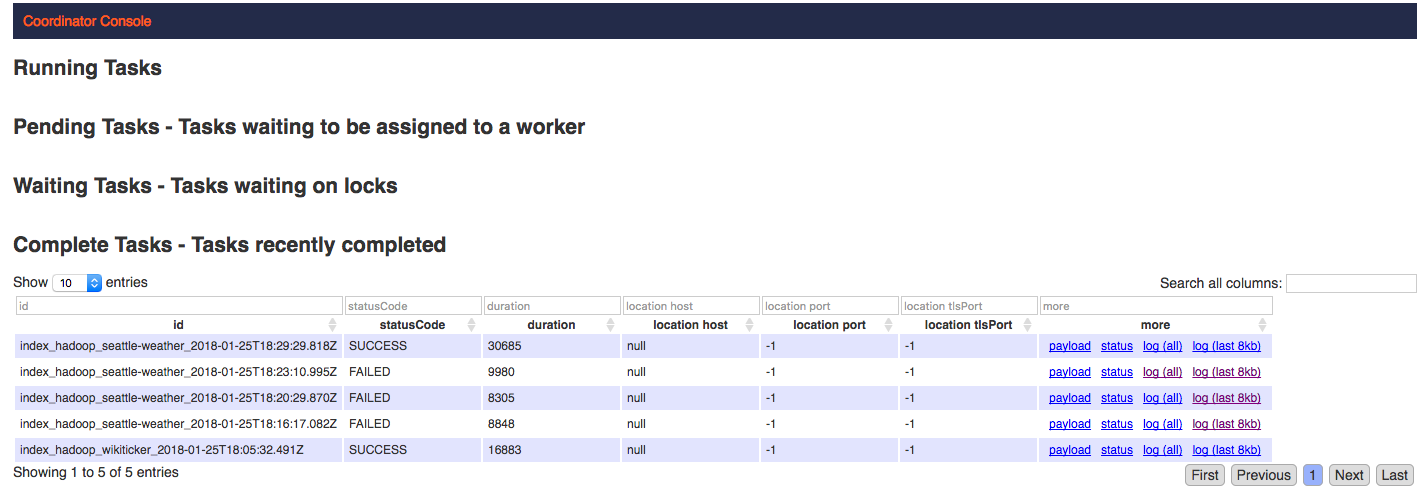 Coordinator Console
Running Tasks
Pending Tasks - Tasks waiting to be assigned to a worker
Waiting Tasks - Tasks waiting on locks
Complete Tasks - Tasks recently completed
Show 10 entries Search all columns:
id statusCode duration location host location port location tlsPort more
id statusCode duration location host location port location tlsPort more
index_hadoop_seattle-weather_2018-01-25T18:29:29.818Z SUCCESS 30685 null -1 -1 payload status log (all) log (last 8kb)
index_hadoop_seattle-weather_2018-01-25T18:23:10.995Z FAILED 9980 null -1 -1 payload status log (all) log (last 8kb)
index_hadoop_seattle-weather_2018-01-25T18:20:29.870Z FAILED 8305 null -1 -1 payload status log (all) log (last 8kb)
index_hadoop_seattle-weather_2018-01-25T18:16:17.082Z FAILED 8848 null -1 -1 payload status log (all) log (last 8kb)
index_hadoop_wikiticker_2018-01-25T18:05:32.491Z SUCCESS 16883 null -1 -1 payload status log (all) log (last 8kb)
Showing 1 to 5 of 5 entries First Previous 1 Next Last